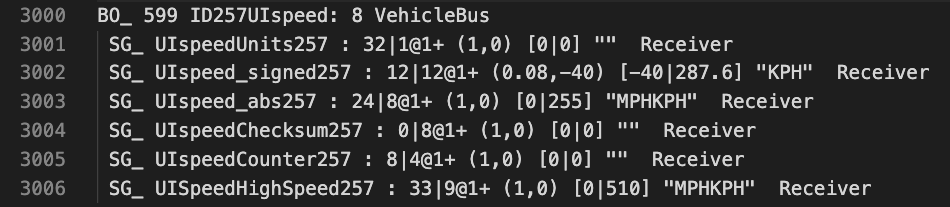 3000 BO_ 599 ID257UIspeed: 8 VehicleBus
3001 SG_ UIspeedUnits257 : 32|1@1+ (1,0) [0|0] "" Receiver
3002 SG_ UIspeed_signed257 : 12|12@1+ (0.08,-40) [-40|287.6] "KPH" Receiver
3003 SG_ UIspeed_abs257 : 24|8@1+ (1,0) [0|255] "MPHKPH" Receiver
3004 SG_ UIspeedChecksum257 : 0|8@1+ (1,0) [0|0] "" Receiver
3005 SG_ UIspeedCounter257 : 8|4@1+ (1,0) [0|0] "" Receiver
3006 SG_ UISpeedHighSpeed257 : 33|9@1+ (1,0) [0|510] "MPHKPH" Receiver